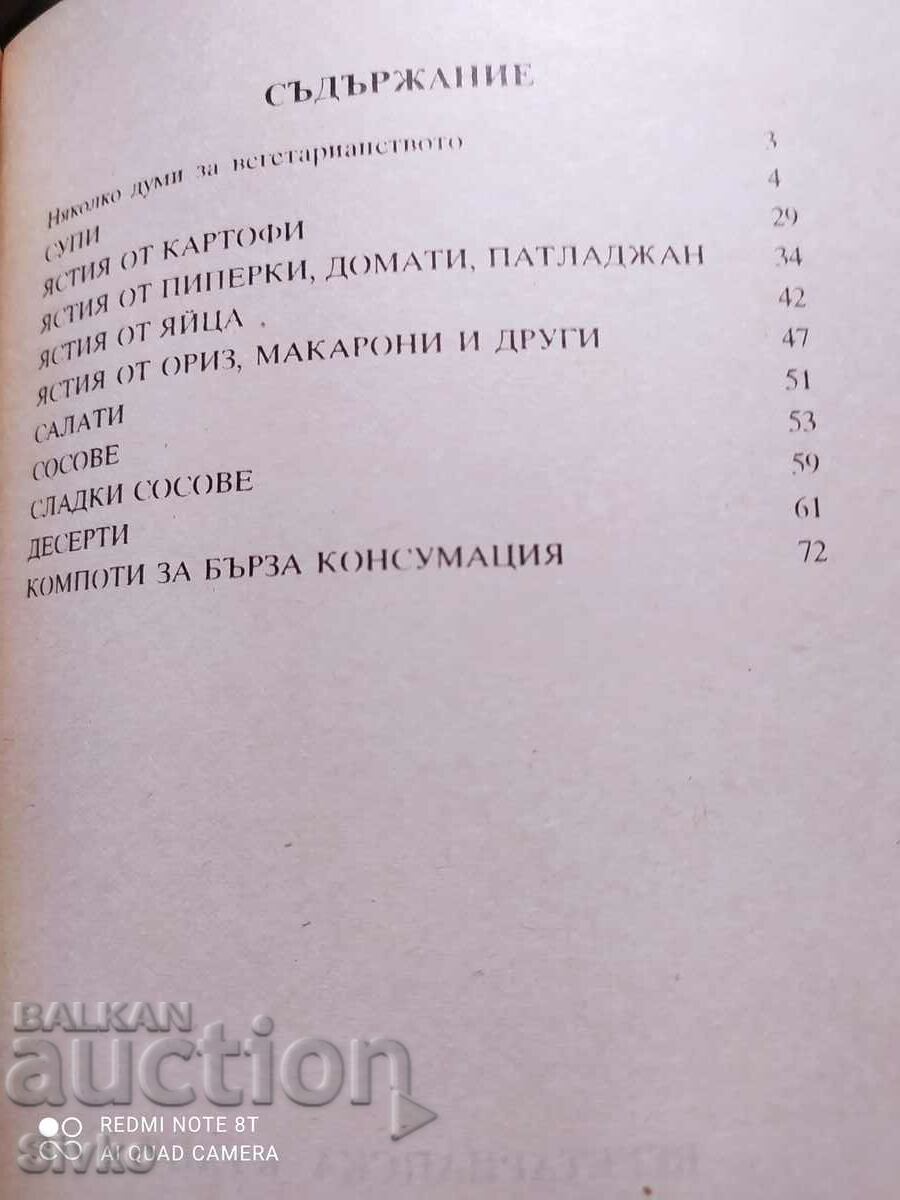 СЪДЪРЖАНИЕ
Няколко думи за вегетарианството 3
СУПИ 4
ЯСТИЯ ОТ КАРТОФИ 29
ЯСТИЯ ОТ ПИПЕРКИ, ДОМАТИ, ПАТЛАДЖАН 34
ЯСТИЯ ОТ ЯЙЦА 42
ЯСТИЯ ОТ ОРИЗ, МАКАРОНИ И ДРУГИ 47
САЛАТИ 51
СОСОВЕ 53
СЛАДКИ СОСОВЕ 59
ДЕСЕРТИ 61
КОМПОТИ ЗА БЪРЗА КОНСУМАЦИЯ 72
BALKAN
auction
REDMI NOTE 8T
AI QUAD CAMERA
Sivko